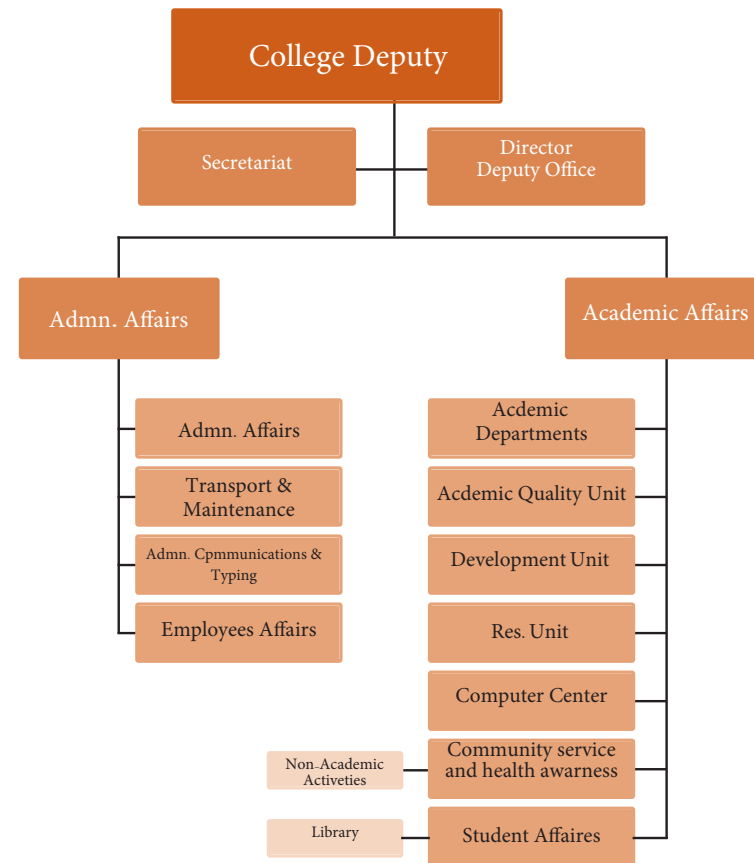 College Deputy
Secretariat
Director
Deputy Office
Admn. Affairs
Academic Affairs
Admn. Affairs
Transport &
Maintenance
Admn. Cpmmunications &
Typing
Employees Affairs
Acdemic
Departments
Acdemic Quality Unit
Development Unit
Res. Unit
Computer Center
Community service
and health awarness
Non-Academic
Activeties
Student Affaires
Library